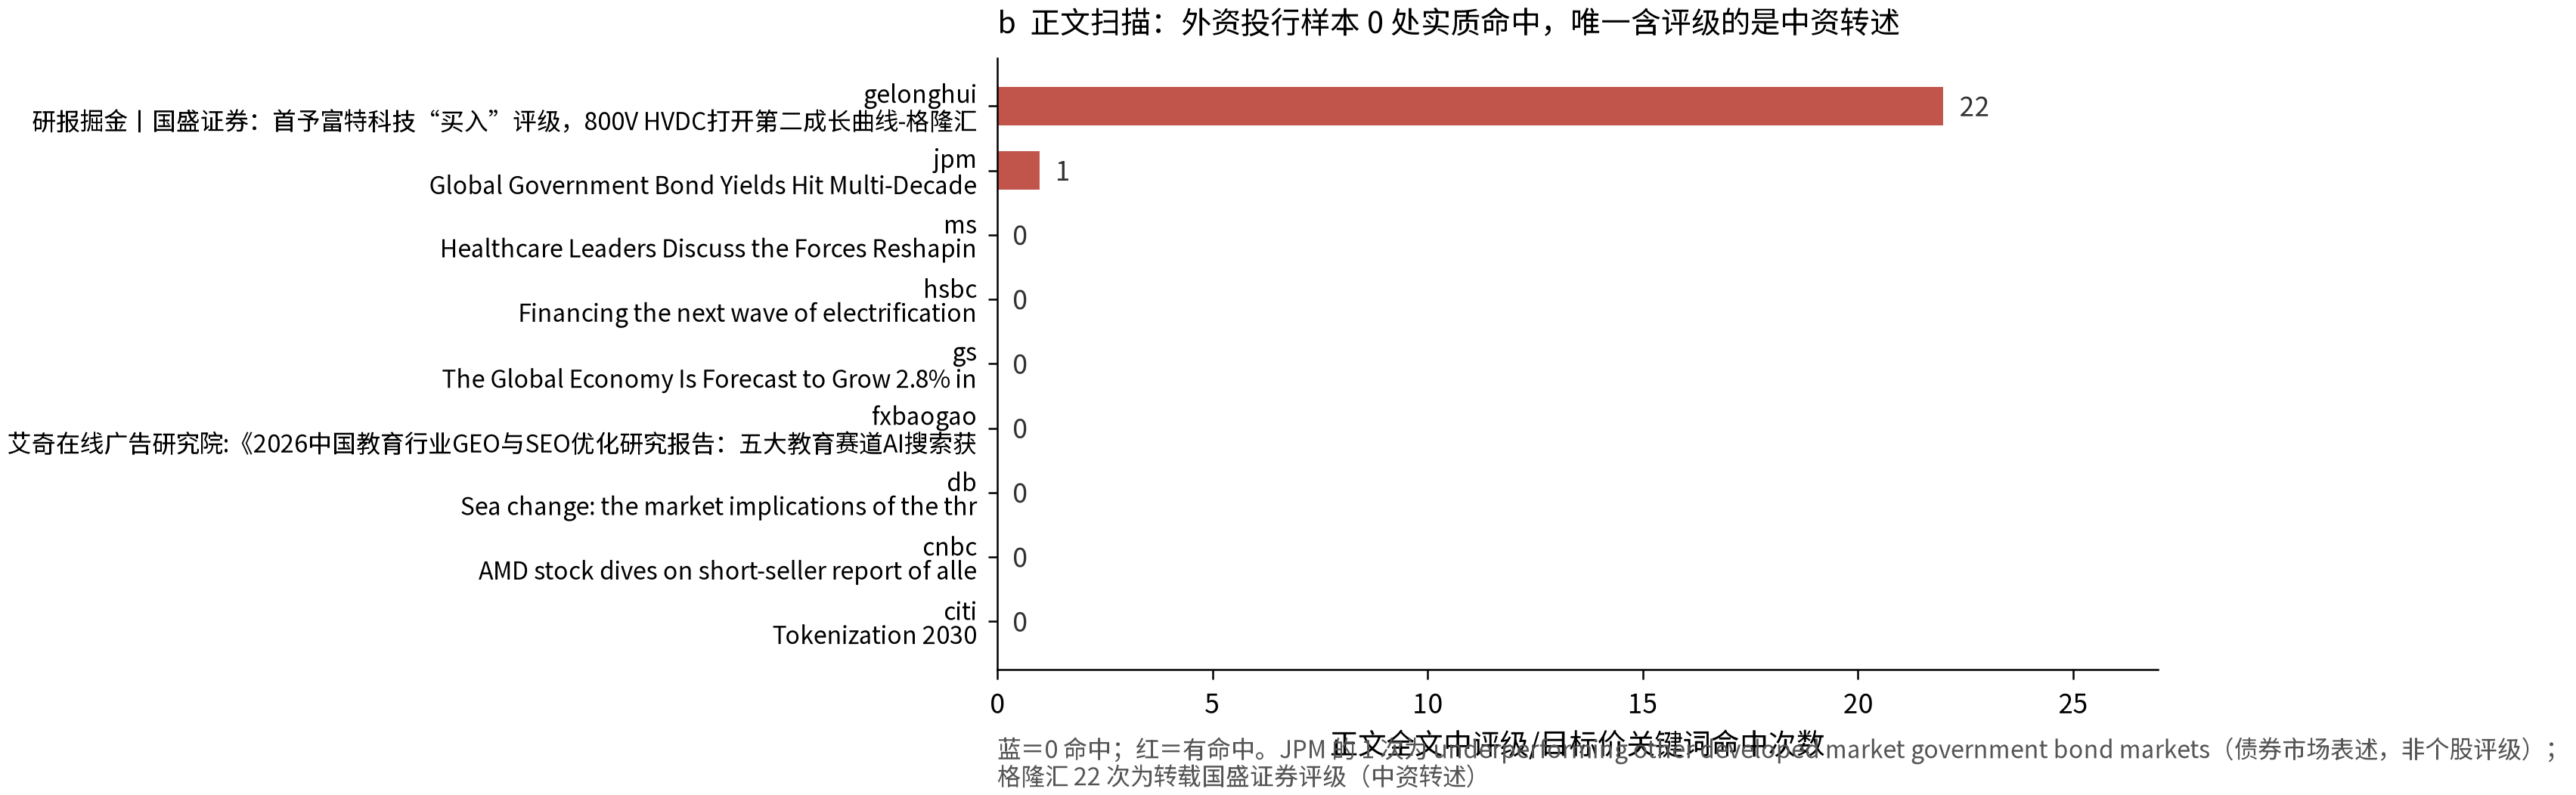 b 正文扫描：外资投行样本 0 处实质命中，唯一含评级的是中资转述
gelonghui
研报掘金丨国盛证券：首予富特科技“买入”评级，800V HVDC打开第二成长曲线-格隆汇
22
jpm
Global Government Bond Yields Hit Multi-Decade
1
ms
Healthcare Leaders Discuss the Forces Reshapin
0
hsbc
Financing the next wave of electrification
0
gs
The Global Economy Is Forecast to Grow 2.8% in
0
fxbaogao
艾奇在线广告研究院:《2026中国教育行业GEO与SEO优化研究报告：五大教育赛道AI搜索获
0
db
Sea change: the market implications of the thr
0
cnbc
AMD stock dives on short-seller report of alle
0
citi
Tokenization 2030
0
0 5 10 15 20 25
正文全文中评级/目标价关键词命中次数
蓝＝0 命中；红＝有命中。JPM 的 1 次为 underperforming other developed market government bond markets（债券市场表述，非个股评级）；
格隆汇 22 次为转载国盛证券评级（中资转述）